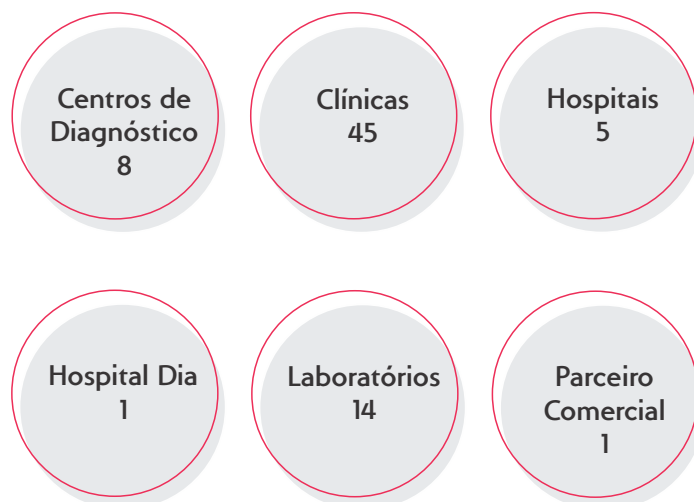 Centros de
Diagnóstico
8
Clínicas
45
Hospitais
5
Hospital Dia
1
Laboratórios
14
Parceiro
Comercial
1